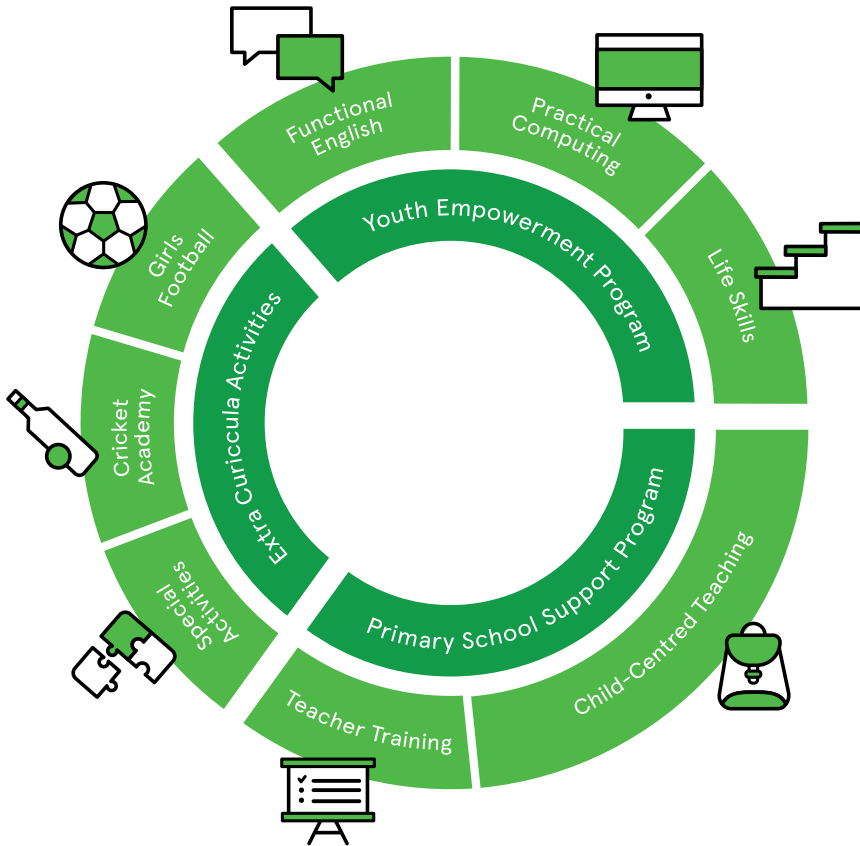 Functional
English
Practical
Computing
Life Skills
Youth Empowerment Program
Girls
Football
Cricket
Academy
Special
Activities
Extra Curiccula Activities
Primary School Support Program
Teacher Training
Child-Centred Teaching